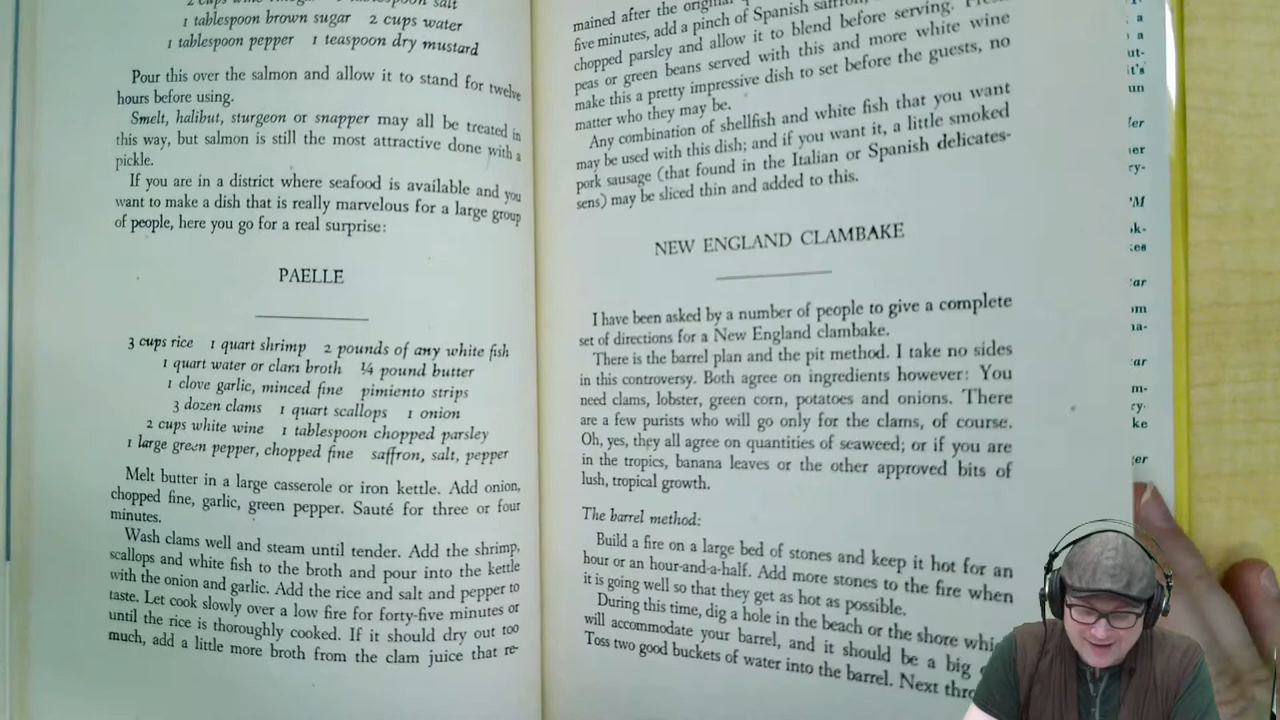 2 cups wine vinegar 1 tablespoon salt
1 tablespoon brown sugar 2 cups water
1 tablespoon pepper 1 teaspoon dry mustard
Pour this over the salmon and allow it to stand for twelve
hours before using.
Smelt, halibut, sturgeon or snapper may all be treated in
this way, but salmon is still the most attractive done with a
pickle.
If you are in a district where seafood is available and you
want to make a dish that is really marvelous for a large group
of people, here you go for a real surprise:
PAELLE
3 cups rice 1 quart shrimp 2 pounds of any white fish
1 quart water or clam broth ¼ pound butter
1 clove garlic, minced fine pimiento strips
3 dozen clams 1 quart scallops 1 onion
2 cups white wine 1 tablespoon chopped parsley
1 large green pepper, chopped fine saffron, salt, pepper
Melt butter in a large casserole or iron kettle. Add onion,
chopped fine, garlic, green pepper. Sauté for three or four
minutes.
Wash clams well and steam until tender. Add the shrimp,
scallops and white fish to the broth and pour into the kettle
with the onion and garlic. Add the rice and salt and pepper to
taste. Let cook slowly over a low fire for forty-five minutes or
until the rice is thoroughly cooked. If it should dry out too
much, add a little more broth from the clam juice that re-
mained after the original
five minutes, add a pinch of Spanish saffron,
chopped parsley and allow it to blend before serving. Fresh
peas or green beans served with this and more white wine
make this a pretty impressive dish to set before the guests, no
matter who they may be.
Any combination of shellfish and white fish that you want
may be used with this dish; and if you want it, a little smoked
pork sausage (that found in the Italian or Spanish delicates-
sens) may be sliced thin and added to this.
NEW ENGLAND CLAMBAKE
I have been asked by a number of people to give a complete
set of directions for a New England clambake.
There is the barrel plan and the pit method. I take no sides
in this controversy. Both agree on ingredients however: You
need clams, lobster, green corn, potatoes and onions. There
are a few purists who will go only for the clams, of course.
Oh, yes, they all agree on quantities of seaweed; or if you are
in the tropics, banana leaves or the other approved bits of
lush, tropical growth.
The barrel method:
Build a fire on a large bed of stones and keep it hot for an
hour or an hour-and-a-half. Add more stones to the fire when
it is going well so that they get as hot as possible.
During this time, dig a hole in the beach or the shore whi
will accommodate your barrel, and it should be a big
Toss two good buckets of water into the barrel. Next thro